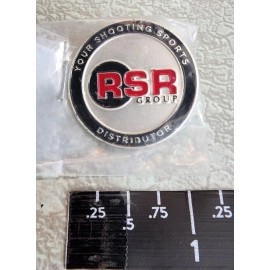 YOUR SHOOTING SPORTS
RSR
GROUP
DISTRIBUTOR
.25 .5 .75 1 .25